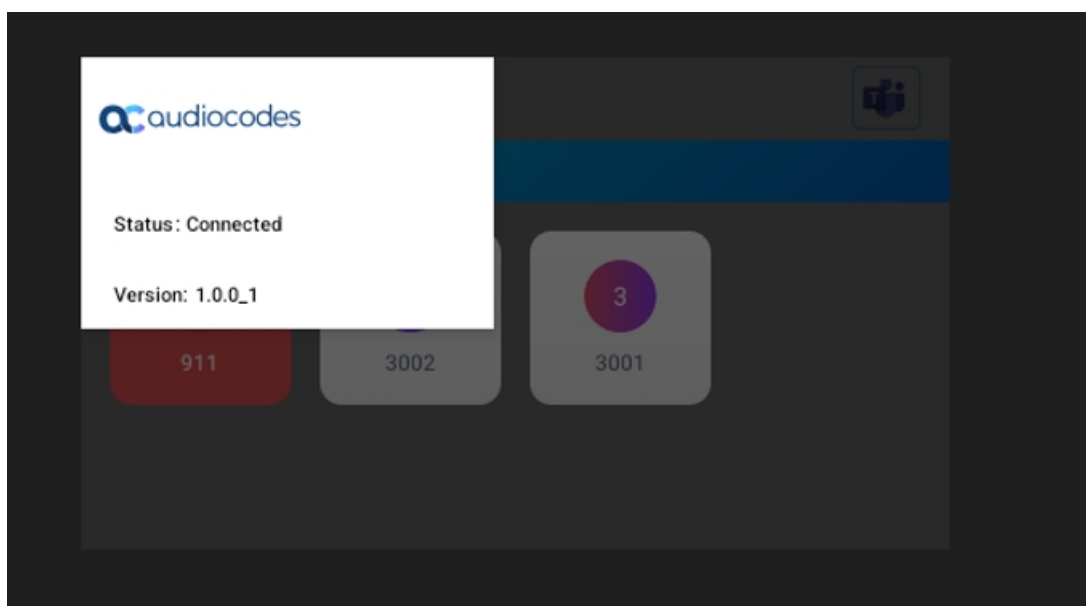 audiocodes
T
Status: Connected
Version: 1.0.0_1
3
911
3002
3001